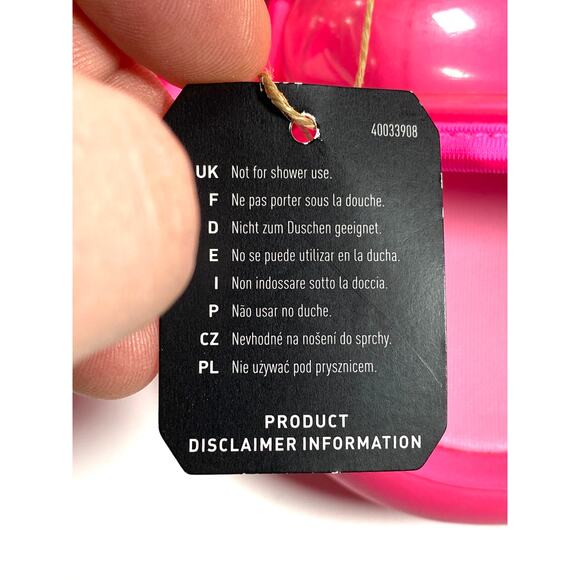 40033908
UK Not for shower use.
F Ne pas porter sous la douche.
D Nicht zum Duschen geeignet.
E No se puede utilizar en la ducha.
I Non indossare sotto la doccia.
P Não usar no duche.
CZ Nevhodné na nošení do sprchy.
PL Nie używać pod prysznicem.
PRODUCT
DISCLAIMER INFORMATION